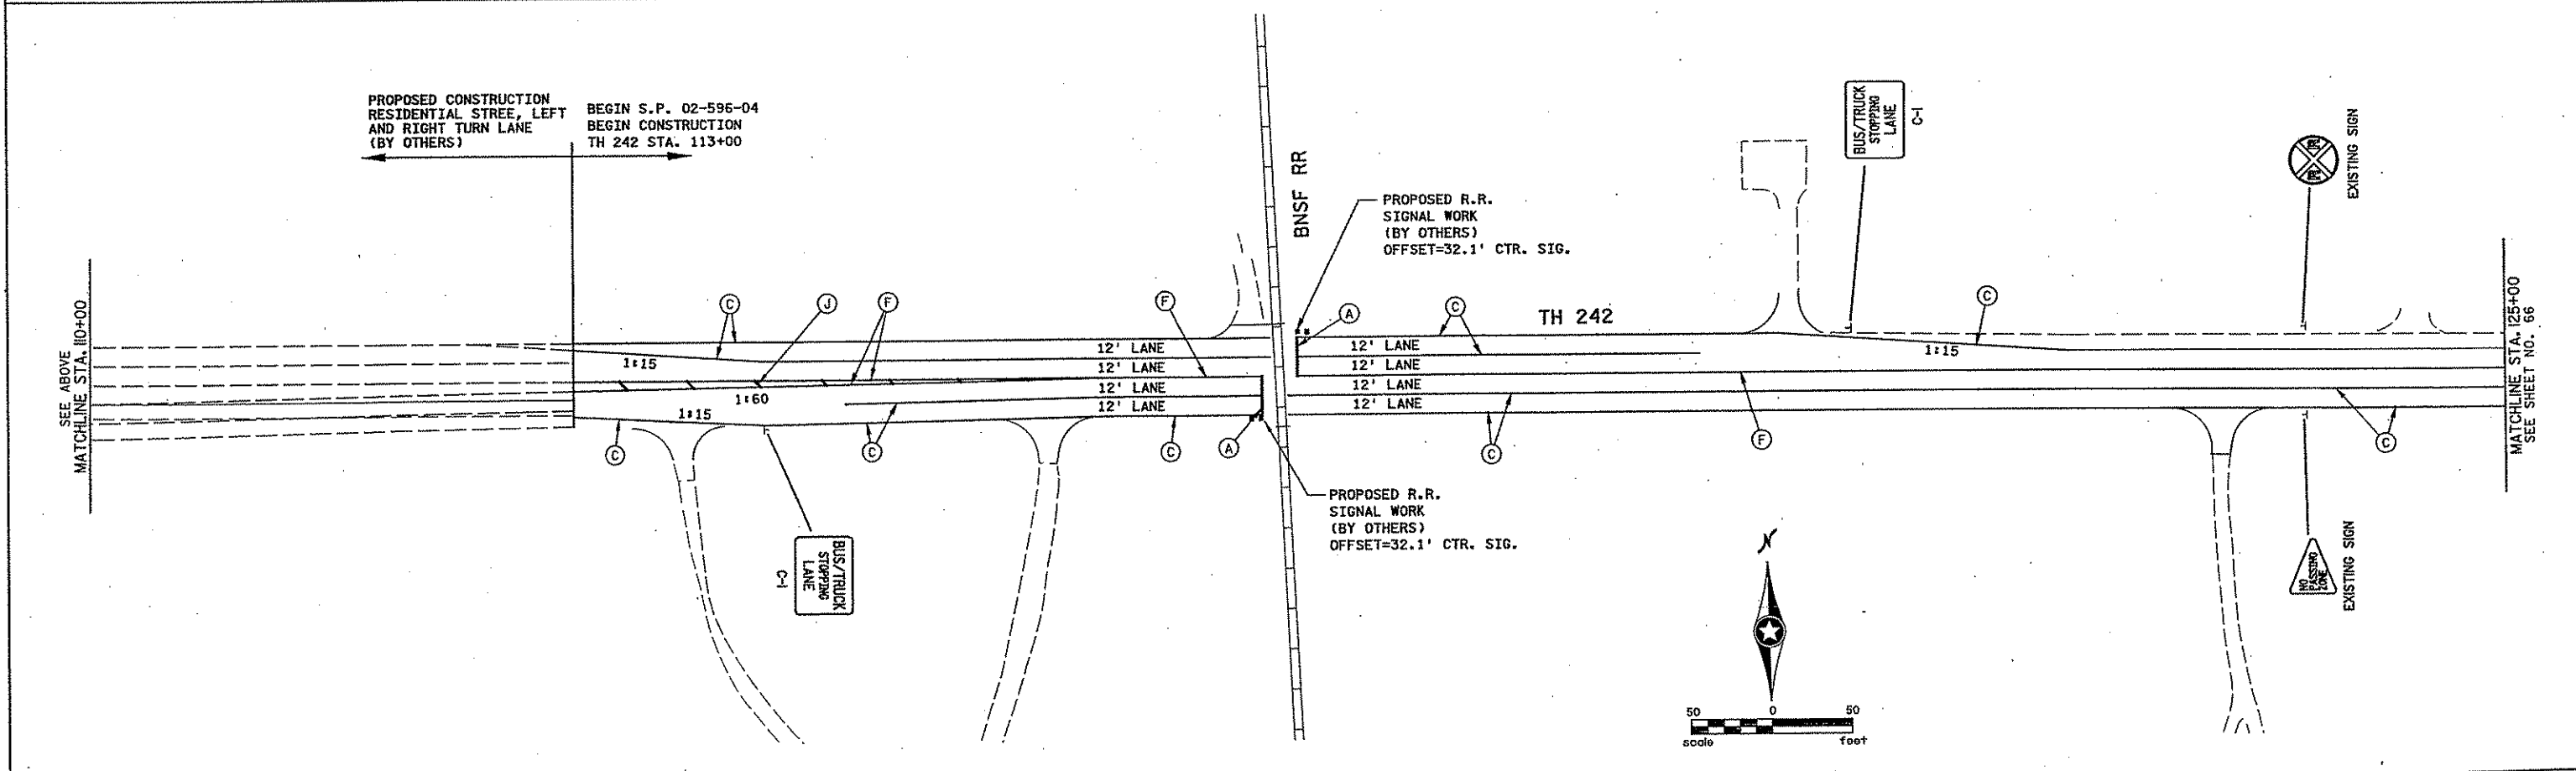 PROPOSED CONSTRUCTION
RESIDENTIAL STREE, LEFT
AND RIGHT TURN LANE
(BY OTHERS)
BEGIN S.P. 02-596-04
BEGIN CONSTRUCTION
TH 242 STA. 113+00
BNSF RR
PROPOSED R.R.
SIGNAL WORK
(BY OTHERS)
OFFSET=32.1' CTR. SIG.
BUS/TRUCK
STOPPING
LANE
C-1
R R
EXISTING SIGN
SEE ABOVE
MATCHLINE STA. 110+00
C
J
F
F
A
C
TH 242
C
1:15
12' LANE
12' LANE
12' LANE
12' LANE
1:60
1:15
12' LANE
12' LANE
12' LANE
12' LANE
1:15
MATCHLINE STA. 125+00
SEE SHEET NO. 66
C
C
C
A
C
F
C
PROPOSED R.R.
SIGNAL WORK
(BY OTHERS)
OFFSET=32.1' CTR. SIG.
BUS/TRUCK
STOPPING
LANE
C-1
NO
PASSING
ZONE
EXISTING SIGN
N
50 0 50
scale feet